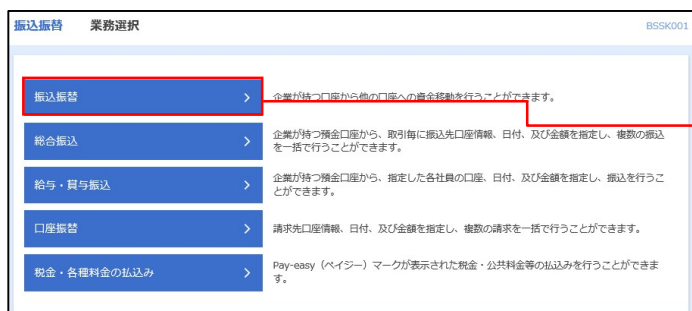 振込振替 業務選択 BSSK001
振込振替 > 企業が持つ口座から他の口座への資金移動を行うことができます。
総合振込 > 企業が持つ預金口座から、取引毎に振込先口座情報、日付、及び金額を指定し、複数の振込
を一括で行うことができます。
給与・賞与振込 > 企業が持つ預金口座から、指定した各社員の口座、日付、及び金額を指定し、振込を行うこ
とができます。
口座振替 > 請求先口座情報、日付、及び金額を指定し、複数の請求を一括で行うことができます。
税金・各種料金の払込み > Pay-easy（ペイジー）マークが表示された税金・公共料金等の払込みを行うことができま
す。